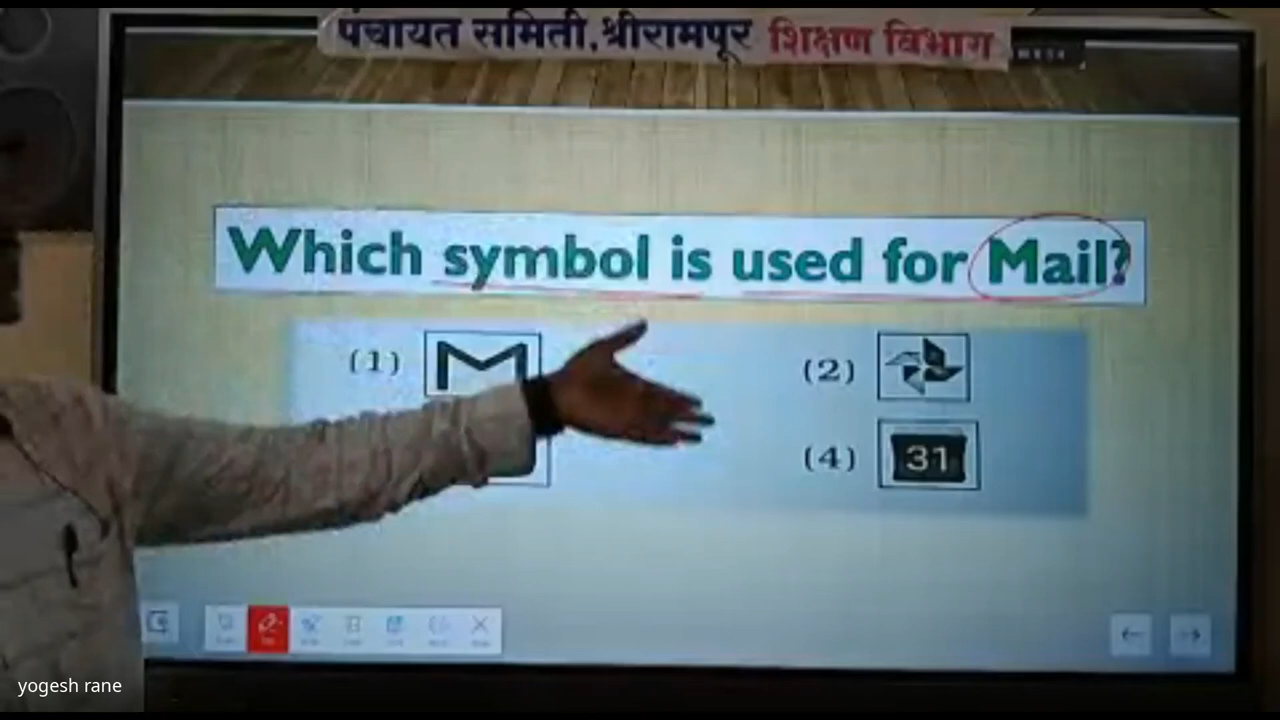 पंचायत समिती,श्रीरामपूर शिक्षण विभाग
Which symbol is used for Mail?
(1) M (2)
(4) 31
yogesh rane